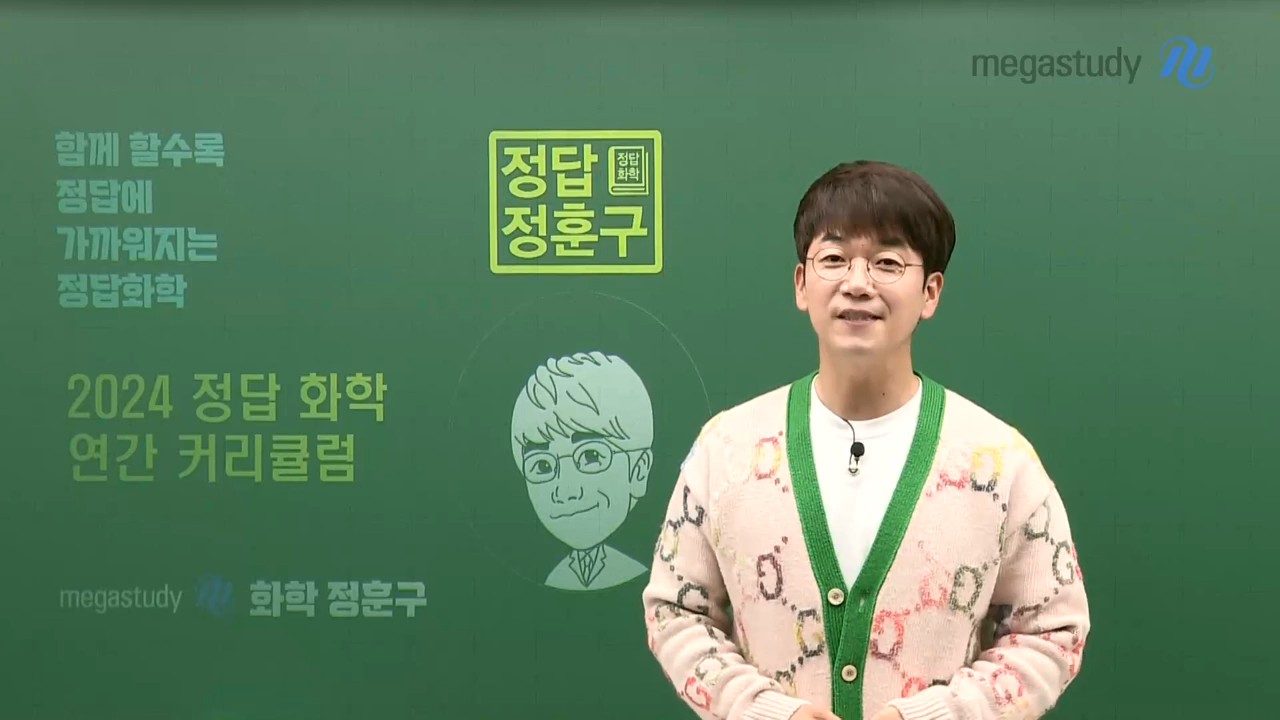 megastudy
함께 할수록
정답에
가까워지는
정답화학
정답
정답
화학
정훈구
2024 정답 화학
연간 커리큘럼
megastudy 화학 정훈구